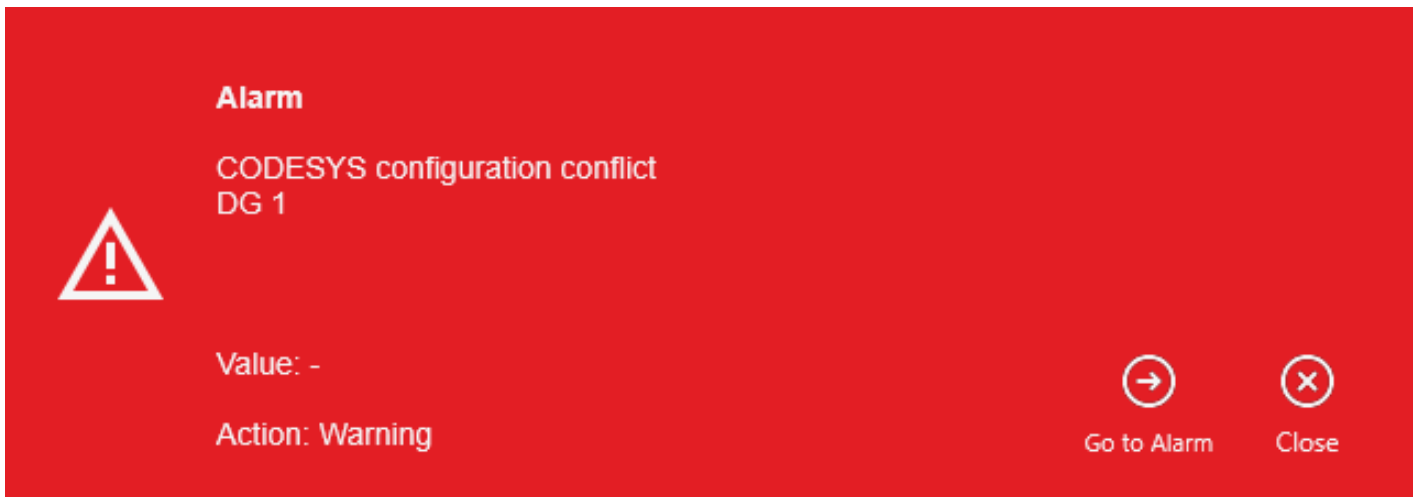 Alarm
CODESYS configuration conflict
DG 1
Value: -
Action: Warning
Go to Alarm
Close